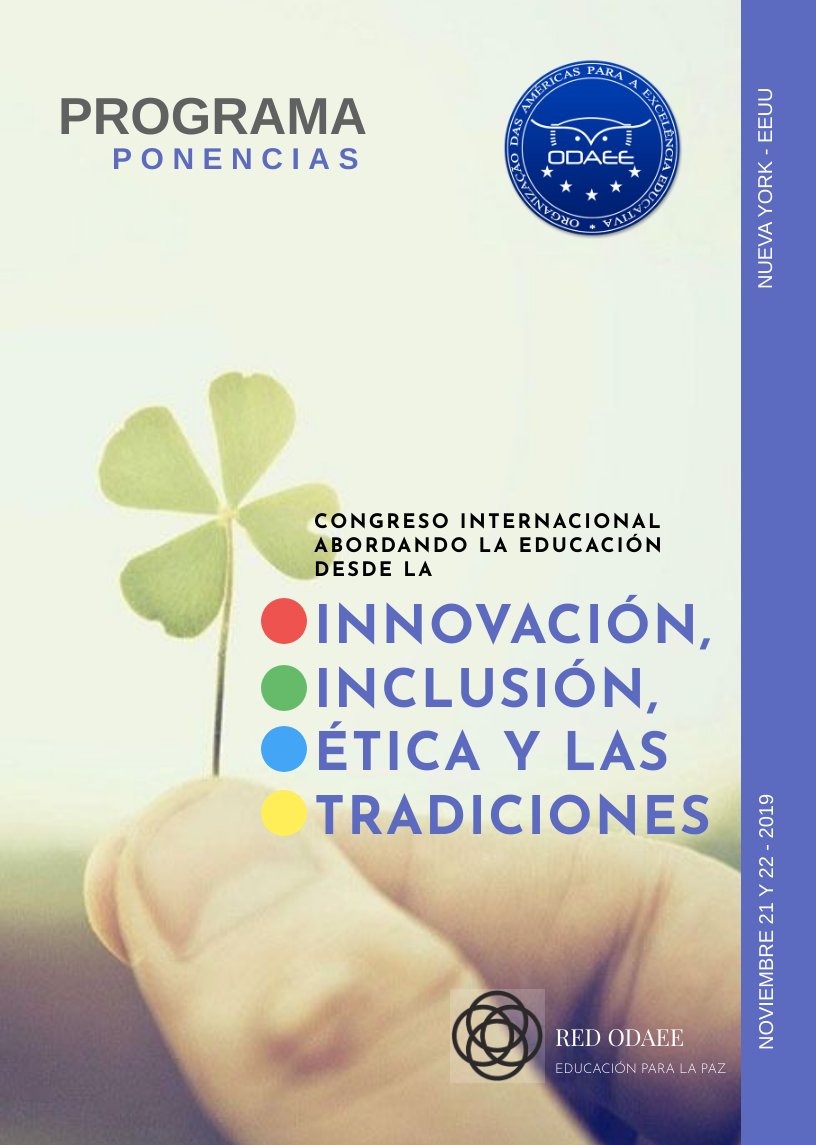 PROGRAMA
PONENCIAS
ORGANIZAÇÃO DAS AMÉRICAS PARA A EXCELÊNCIA EDUCATIVA *
ODAEE
NUEVA YORK - EEUU
CONGRESO INTERNACIONAL
ABORDANDO LA EDUCACIÓN
DESDE LA
INNOVACIÓN,
INCLUSIÓN,
ÉTICA Y LAS
TRADICIONES
NOVIEMBRE 21 Y 22 - 2019
RED ODAEE
EDUCACIÓN PARA LA PAZ